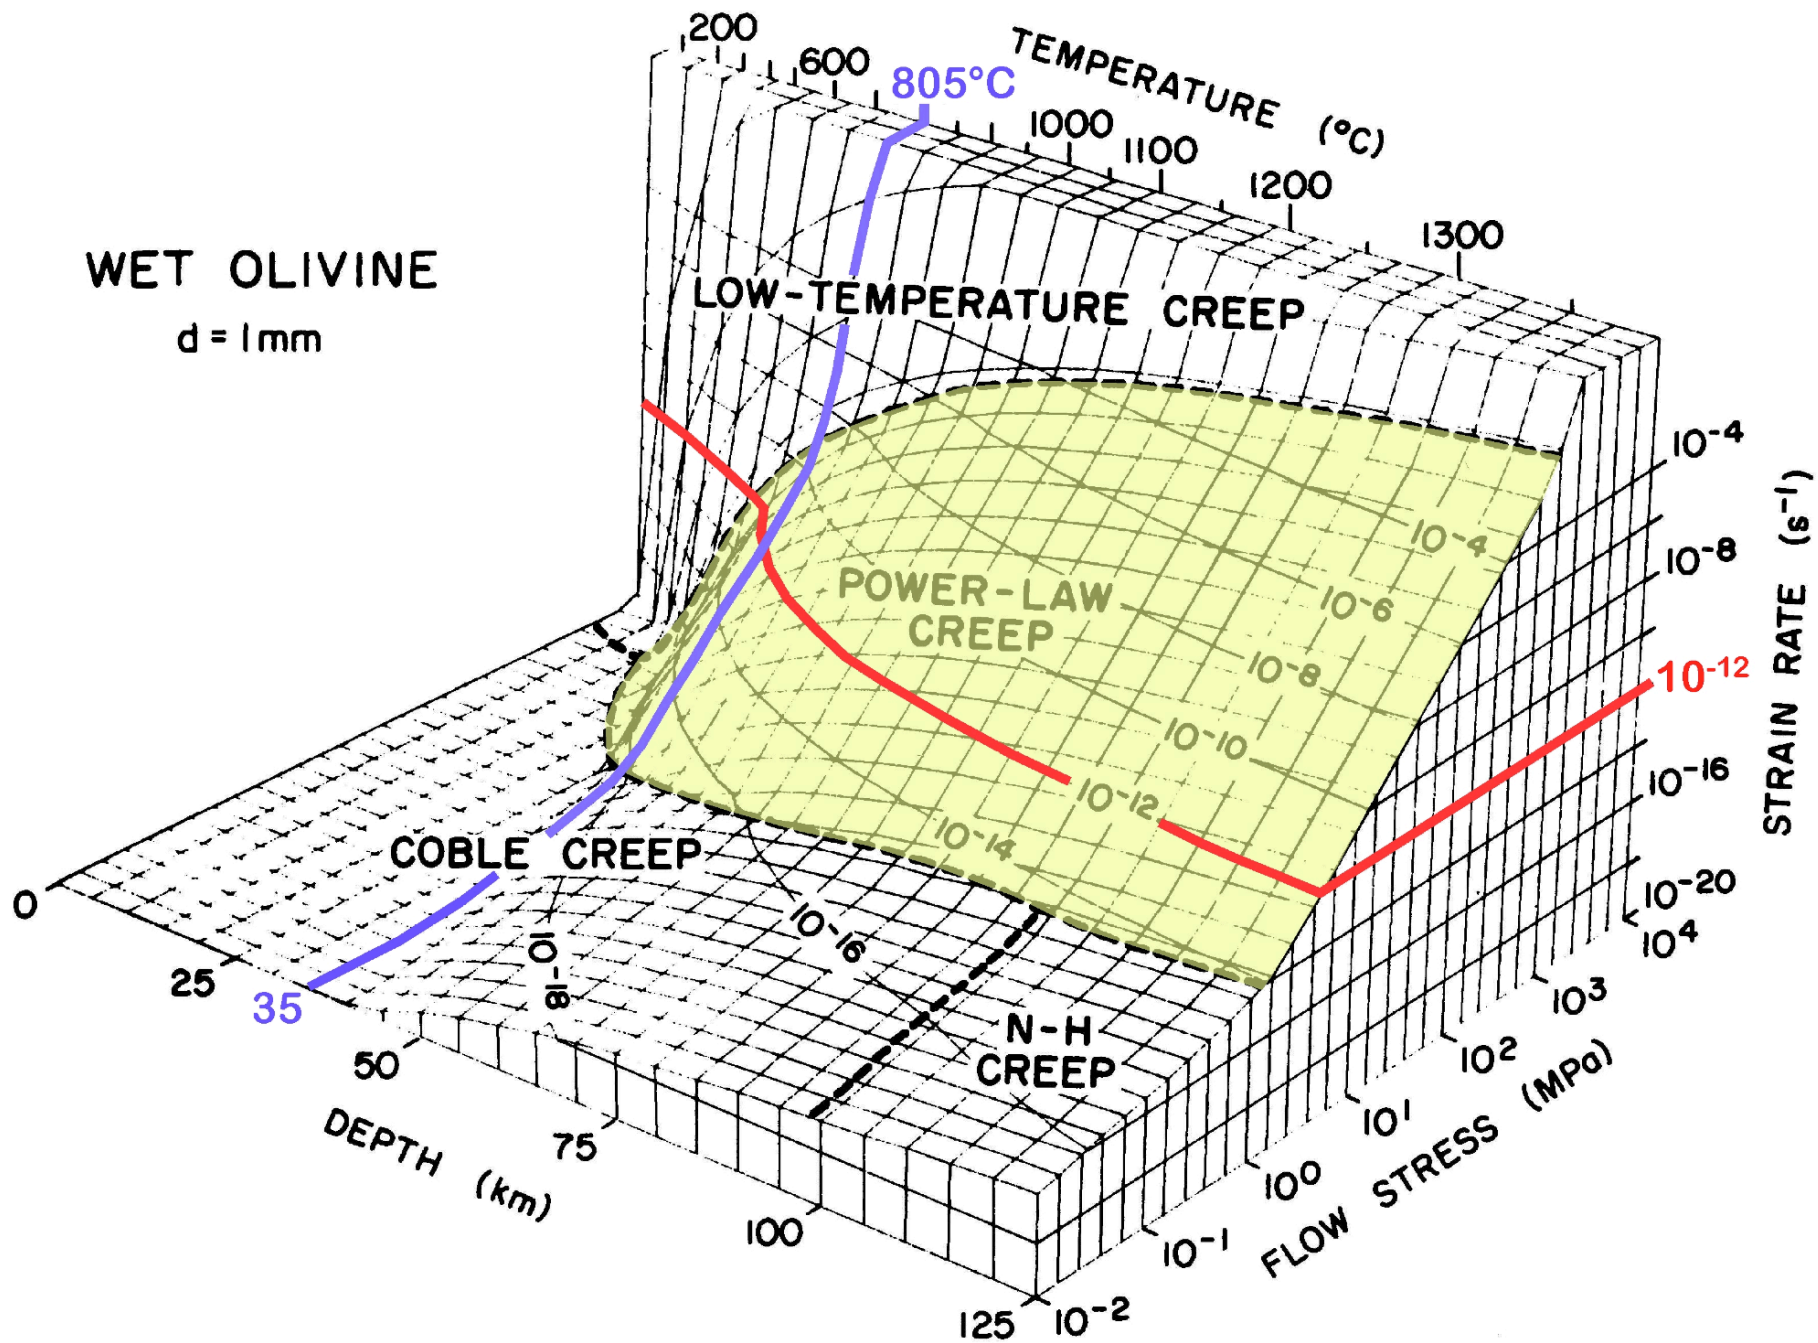 200
600
805°C
TEMPERATURE (°C)
1000
1100
1200
1300
WET OLIVINE
d = 1mm
LOW-TEMPERATURE CREEP
POWER-LAW
CREEP
10-4
10-6
10-8
10-10
10-12
10-14
10-16
10-18
COBLE CREEP
N-H
CREEP
10-4
10-8
10-12
10-16
10-20
STRAIN RATE (s-1)
104
103
102
101
100
10-1
10-2
FLOW STRESS (MPa)
0
25
35
50
75
100
125
DEPTH (km)